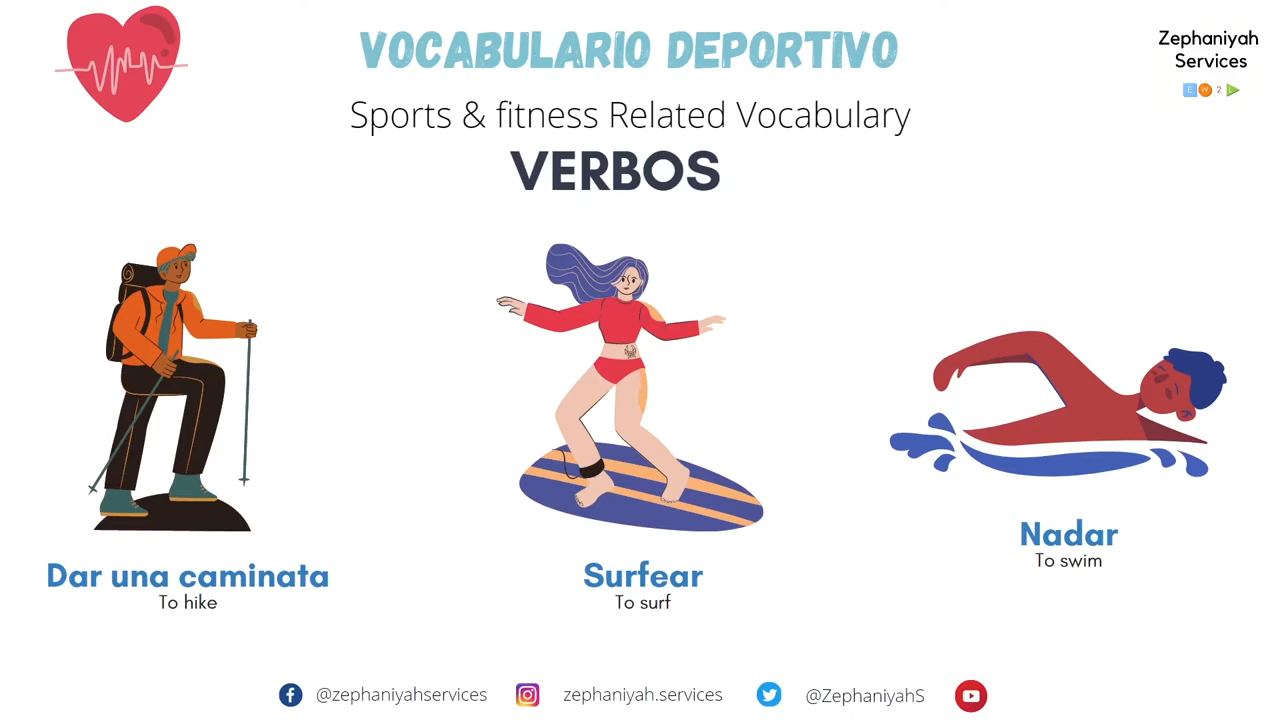 VOCABULARIO DEPORTIVO
Sports & fitness Related Vocabulary
VERBOS
Zephaniyah
Services
E W 2
Dar una caminata
To hike
Surfear
To surf
Nadar
To swim
@zephaniyahservices
zephaniyah.services
@ZephaniyahS